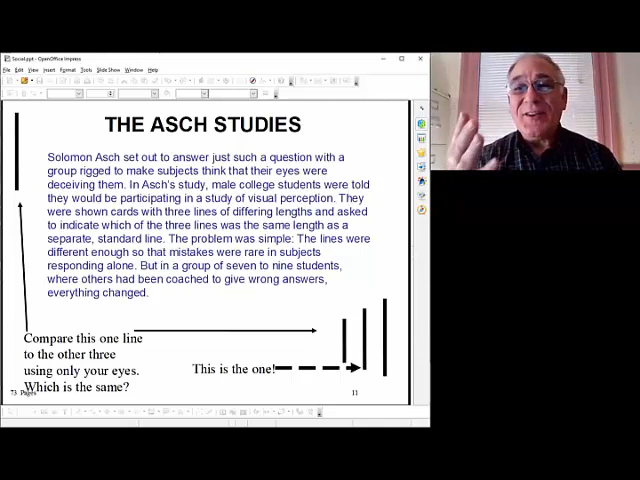 Social.ppt - OpenOffice Impress
File Edit View Insert Format Tools Slide Show Window Help
THE ASCH STUDIES
Solomon Asch set out to answer just such a question with a
group rigged to make subjects think that their eyes were
deceiving them. In Asch's study, male college students were told
they would be participating in a study of visual perception. They
were shown cards with three lines of differing lengths and asked
to indicate which of the three lines was the same length as a
separate, standard line. The problem was simple: The lines were
different enough so that mistakes were rare in subjects
responding alone. But in a group of seven to nine students,
where others had been coached to give wrong answers,
everything changed.
Compare this one line
to the other three
using only your eyes.
Which is the same?
This is the one!
73 Pages
11